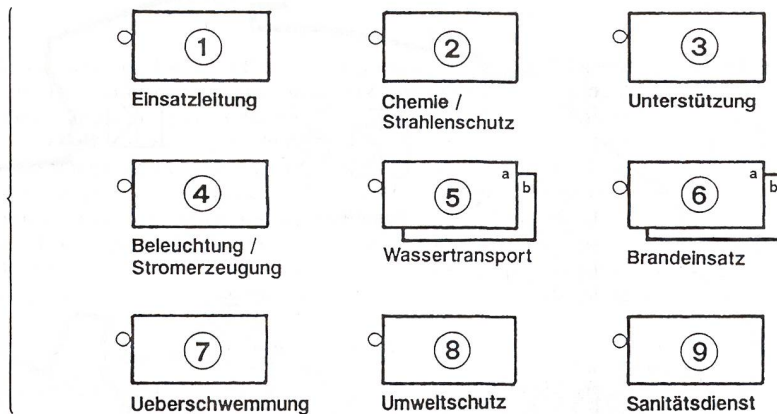 1
Einsatzleitung
2
Chemie /
Strahlenschutz
3
Unterstützung
4
Beleuchtung /
Stromerzeugung
5
a
b
Wassertransport
6
a
b
Brandeinsatz
7
Ueberschwemmung
8
Umweltschutz
9
Sanitätsdienst